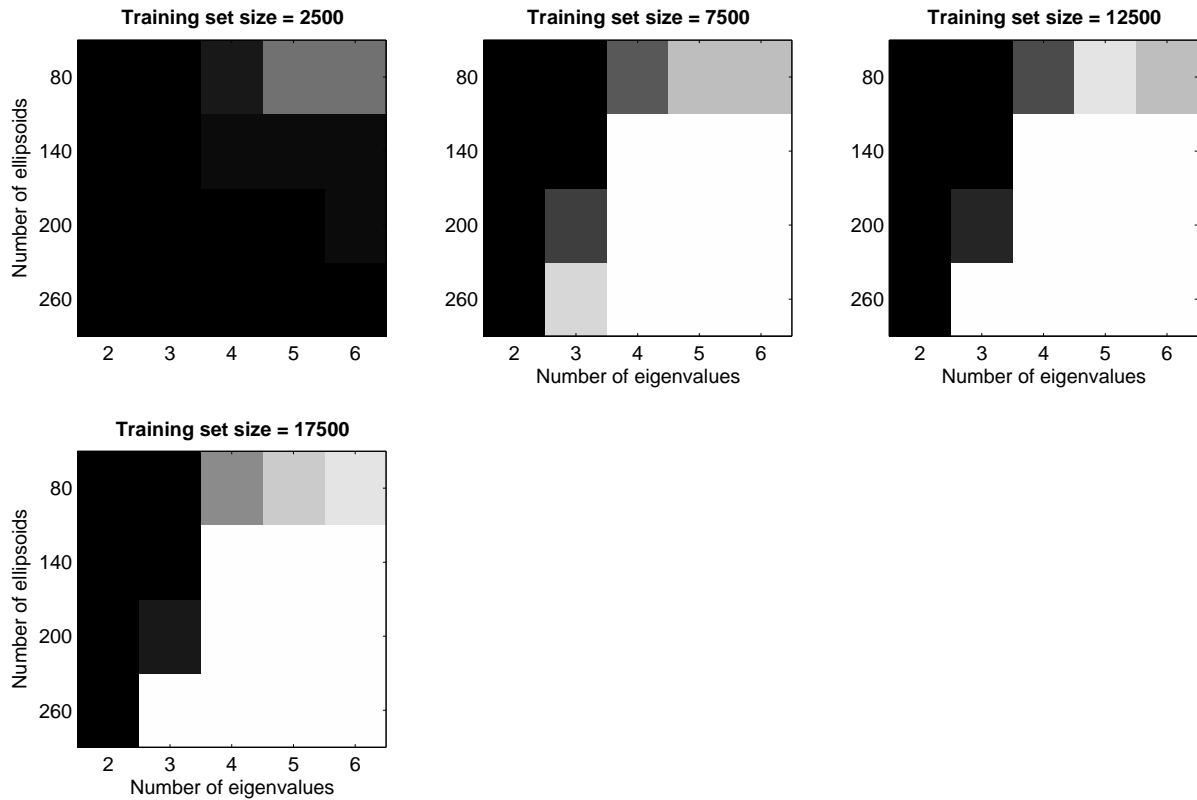 Training set size = 2500
Number of ellipsoids
80
140
200
260
2 3 4 5 6
Training set size = 7500
80
140
200
260
2 3 4 5 6
Number of eigenvalues
Training set size = 12500
80
140
200
260
2 3 4 5 6
Number of eigenvalues
Training set size = 17500
Number of ellipsoids
80
140
200
260
2 3 4 5 6
Number of eigenvalues